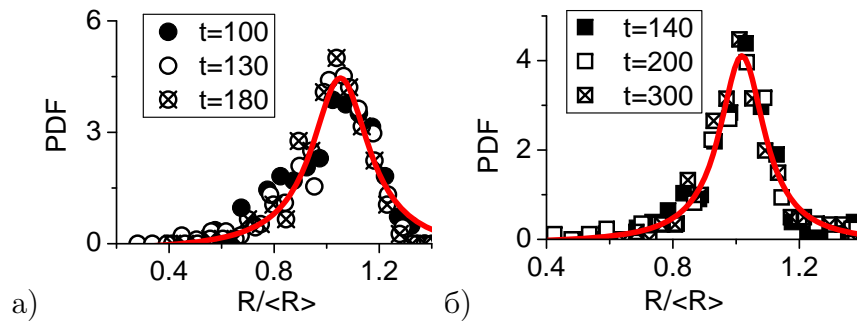 6
3
0
PDF
t=100
t=130
t=180
0.4
0.8
1.2
R/<R>
а)
4
2
0
PDF
t=140
t=200
t=300
0.4
0.8
1.2
R/<R>
б)